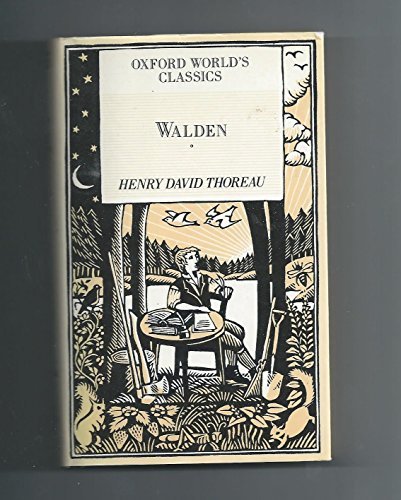 OXFORD WORLD'S
CLASSICS
WALDEN
HENRY DAVID THOREAU